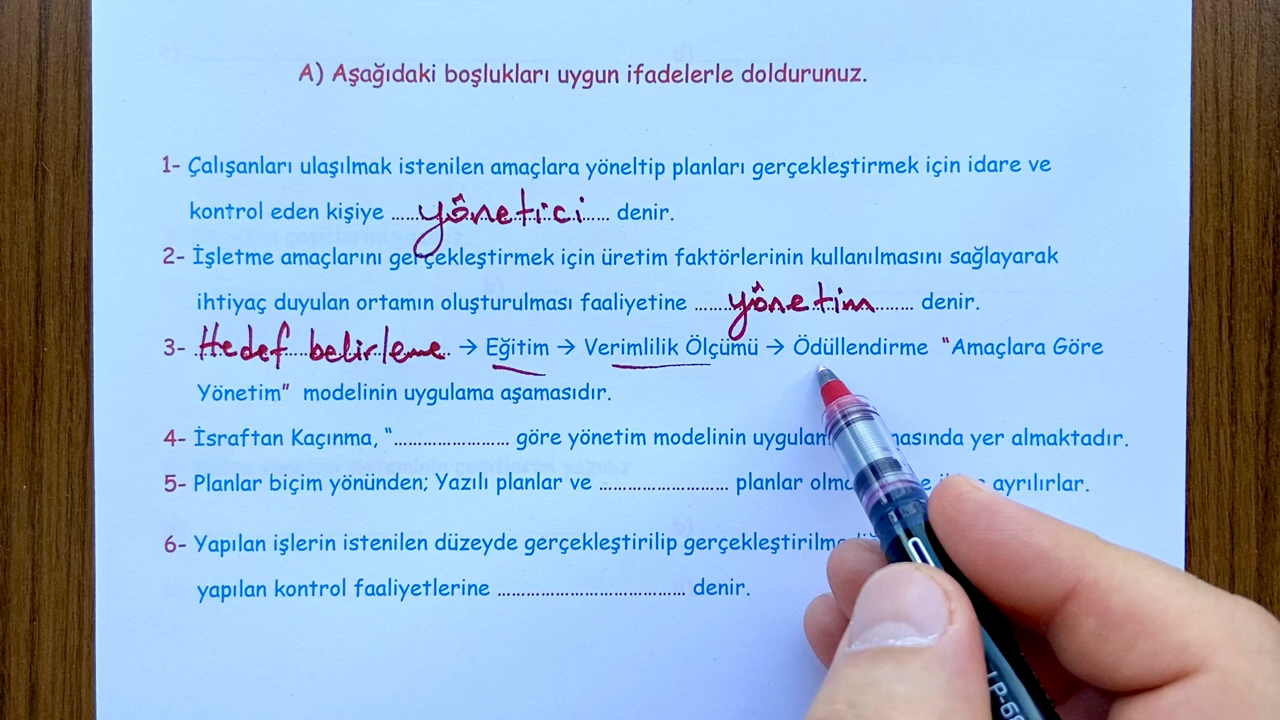 A) Aşağıdaki boşlukları uygun ifadelerle doldurunuz.
1- Çalışanları ulaşılmak istenilen amaçlara yöneltip planları gerçekleştirmek için idare ve
kontrol eden kişiye ...... yönetici ...... denir.
2- İşletme amaçlarını gerçekleştirmek için üretim faktörlerinin kullanılmasını sağlayarak
ihtiyaç duyulan ortamın oluşturulması faaliyetine ...... yönetim ...... denir.
3- Hedef belirleme → Eğitim → Verimlilik Ölçümü → Ödüllendirme "Amaçlara Göre
Yönetim" modelinin uygulama aşamasıdır.
4- İsraftan Kaçınma, "........................ göre yönetim modelinin yer almaktadır.
5- Planlar biçim yönünden; Yazılı planlar ve ........................... planlar ayrılırlar.
6- Yapılan işlerin istenilen düzeyde gerçekleştirilip
yapılan kontrol faaliyetlerine ....................................... denir.